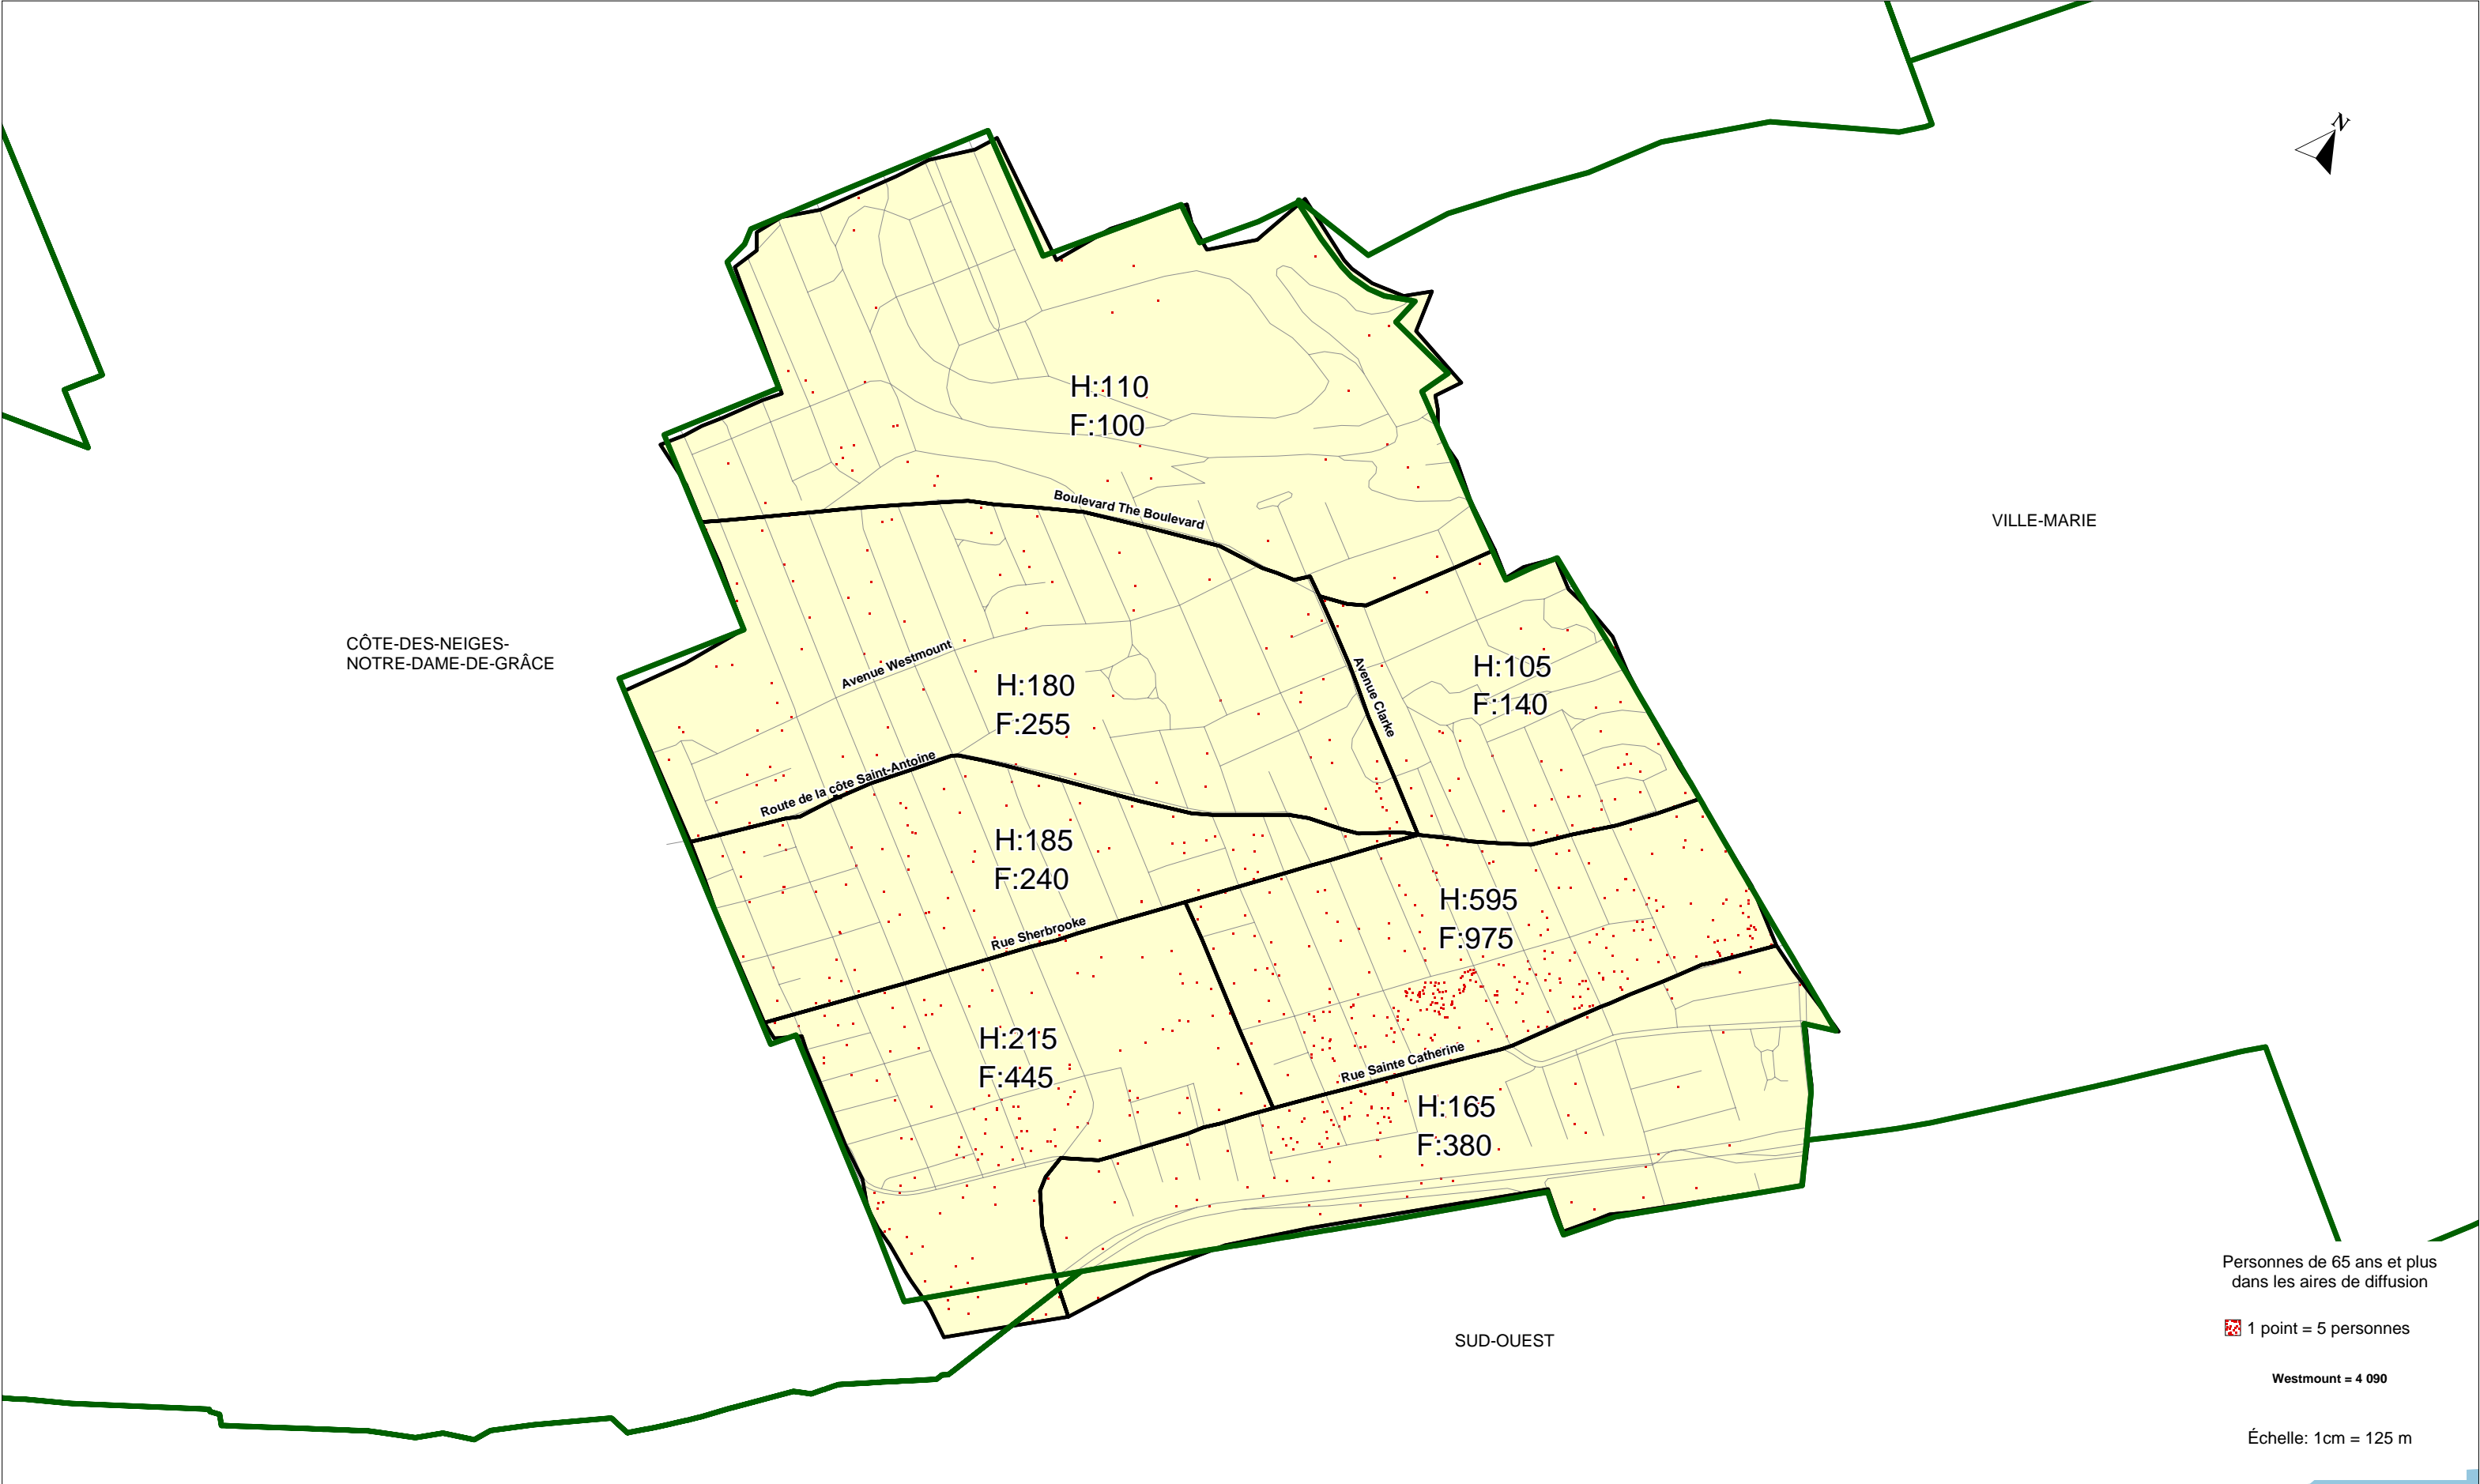 N
H:110
F:100
Boulevard The Boulevard
VILLE-MARIE
CÔTE-DES-NEIGES-
NOTRE-DAME-DE-GRÂCE
Avenue Westmount
H:180
F:255
Avenue Clarke
H:105
F:140
Route de la côte Saint-Antoine
H:185
F:240
H:595
F:975
Rue Sherbrooke
H:215
F:445
Rue Sainte Catherine
H:165
F:380
SUD-OUEST
Personnes de 65 ans et plus
dans les aires de diffusion
1 point = 5 personnes
Westmount = 4 090
Échelle: 1cm = 125 m